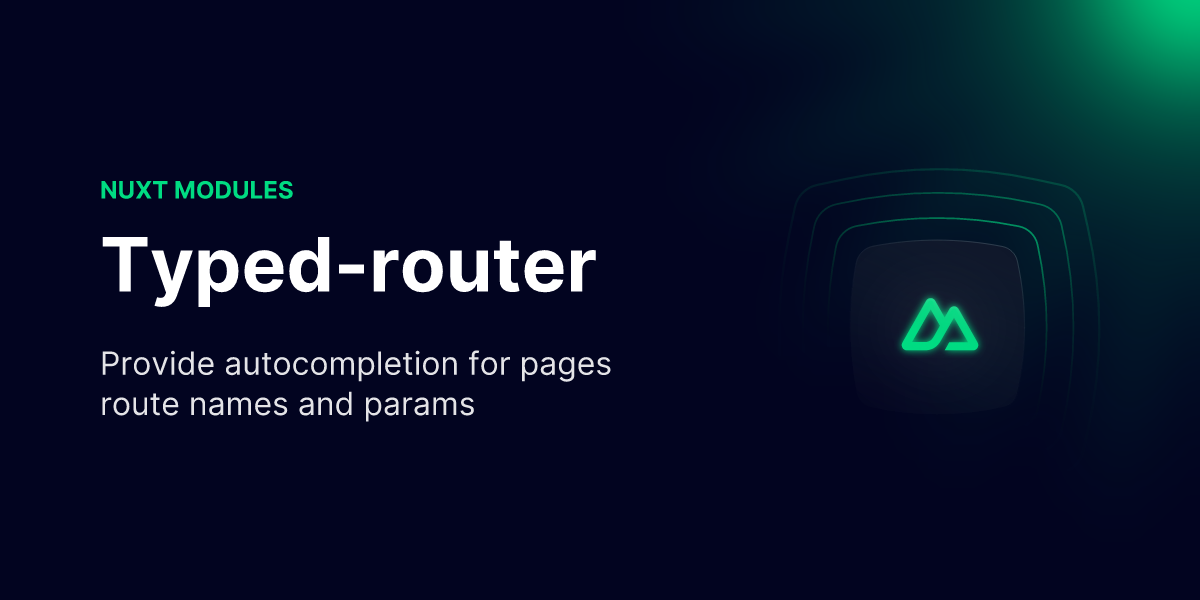 NUXT MODULES
Typed-router
Provide autocompletion for pages
route names and params